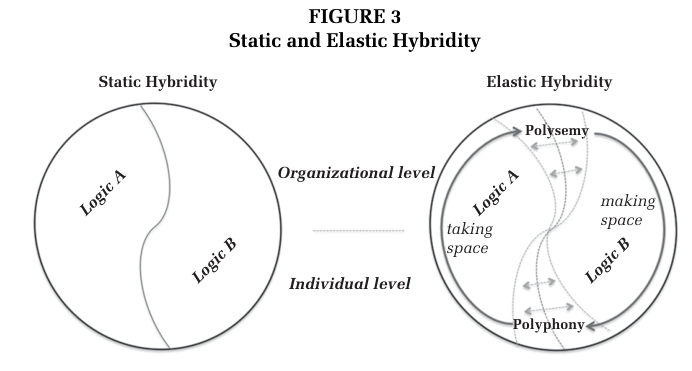 FIGURE 3
Static and Elastic Hybridity
Static Hybridity
Elastic Hybridity
Polysemy
Organizational level
Logic A
Logic A
making
space
taking
space
Logic B
Logic B
Individual level
Polyphony